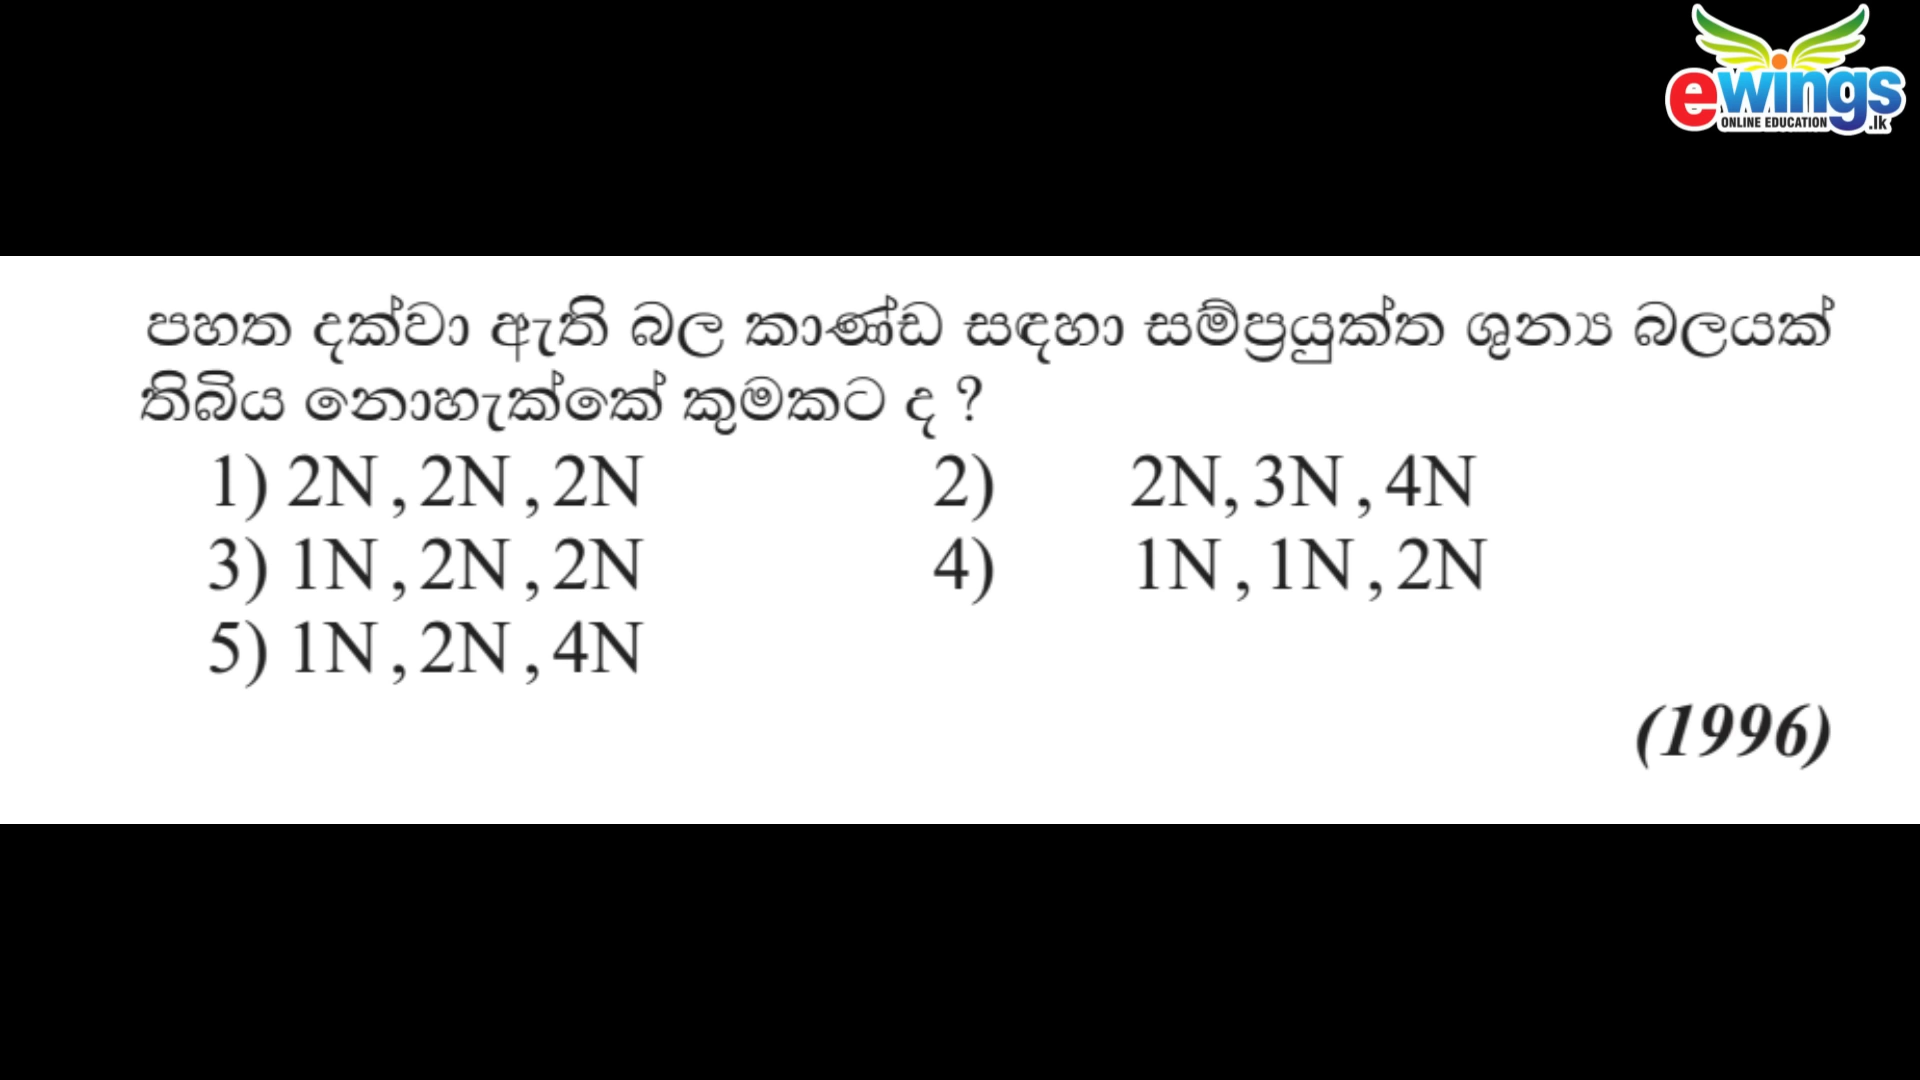 ewings
ONLINE EDUCATION .lk
පහත දක්වා ඇති බල කාණ්ඩ සඳහා සම්ප්‍රයුක්ත ශුන්‍ය බලයක්
තිබිය නොහැක්කේ කුමකට ද ?
1) 2N , 2N , 2N 2) 2N, 3N , 4N
3) 1N , 2N , 2N 4) 1N , 1N , 2N
5) 1N , 2N , 4N
(1996)